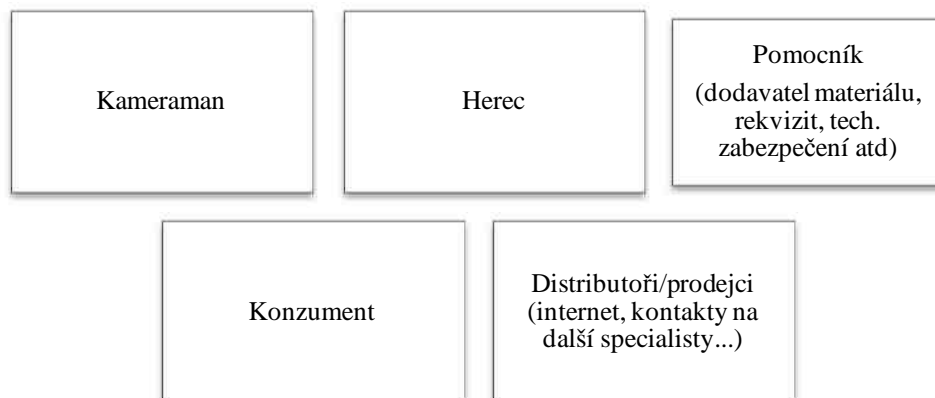 Kameraman
Herec
Pomocník
(dodavatel materiálu,
rekvizit, tech.
zabezpečení atd)
Konzument
Distributoři/prodejci
(internet, kontakty na
další specialisty...)